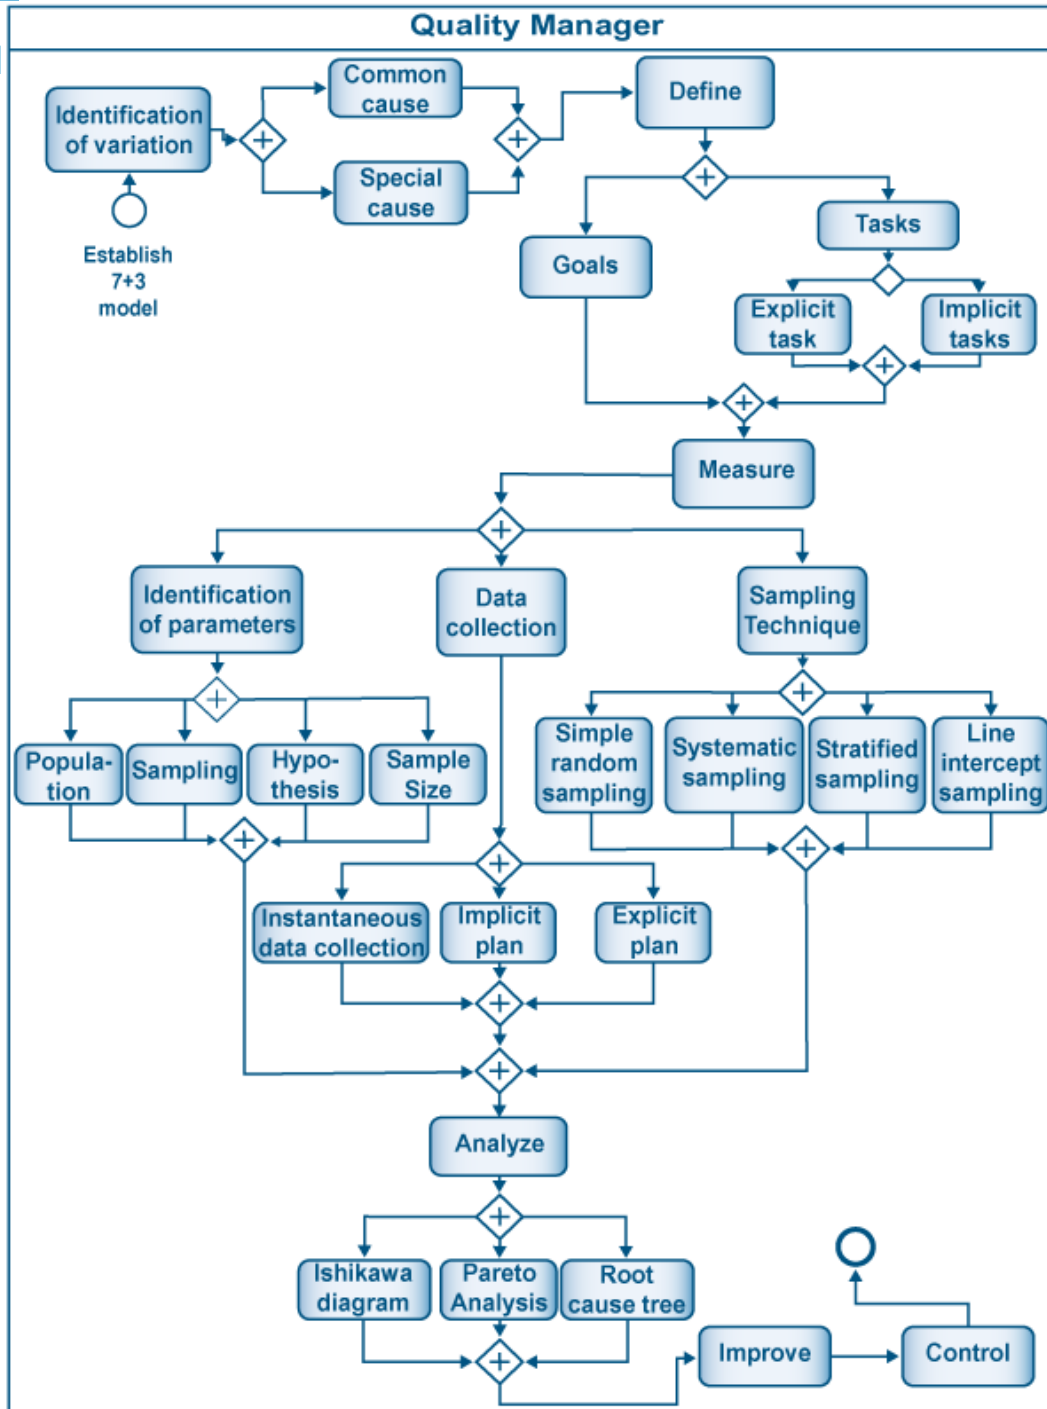 Quality Manager
Common
cause
Define
Identification
of variation
Special
cause
Tasks
Establish
7+3
model
Goals
Explicit
task
Implicit
tasks
Measure
Identification
of parameters
Data
collection
Sampling
Technique
Popula-
tion
Sampling
Hypo-
thesis
Sample
Size
Simple
random
sampling
Systematic
sampling
Stratified
sampling
Line
intercept
sampling
Instantaneous
data collection
Implicit
plan
Explicit
plan
Analyze
Ishikawa
diagram
Pareto
Analysis
Root
cause tree
Improve
Control